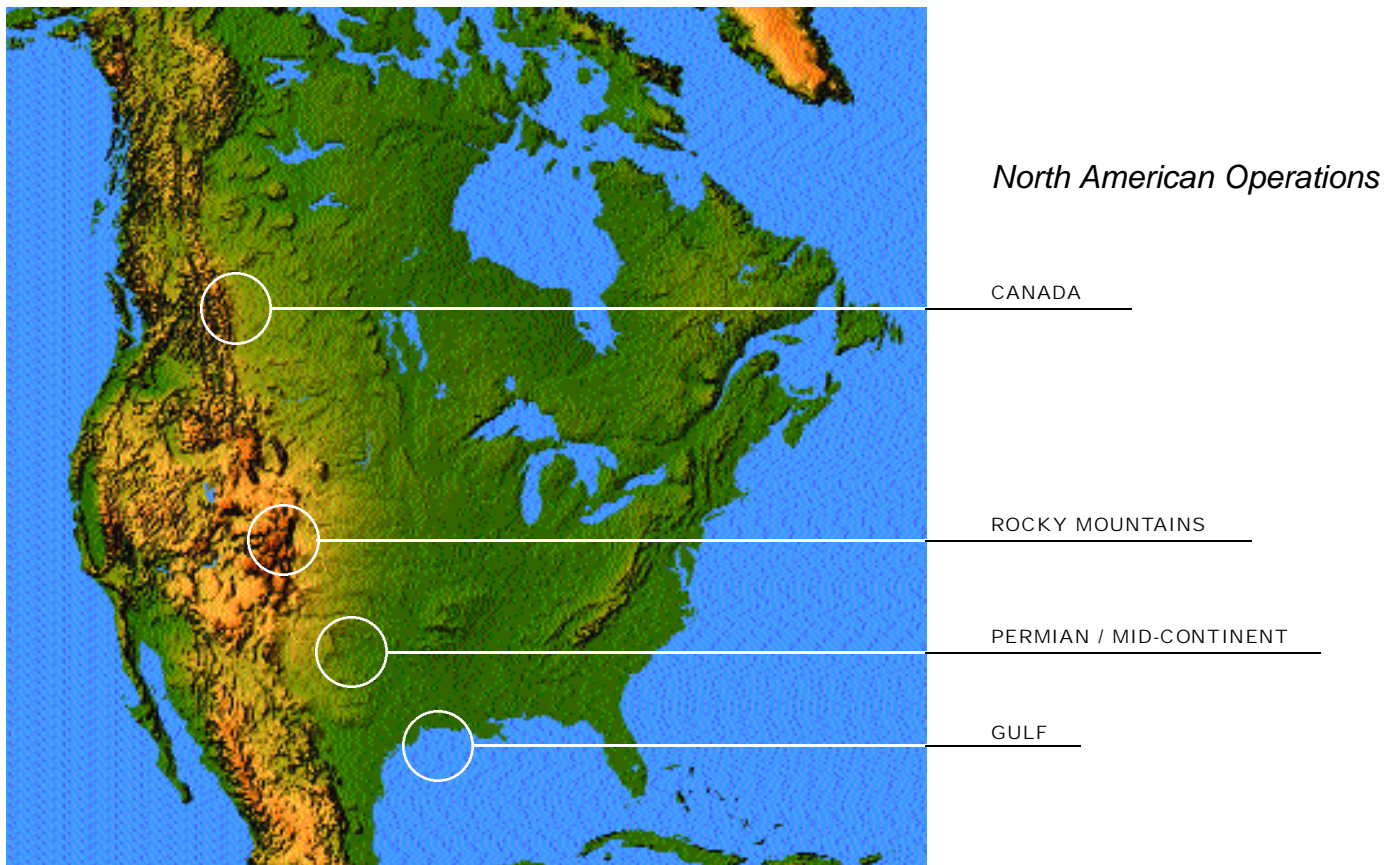 North American Operations
CANADA
ROCKY MOUNTAINS
PERMIAN / MID-CONTINENT
GULF